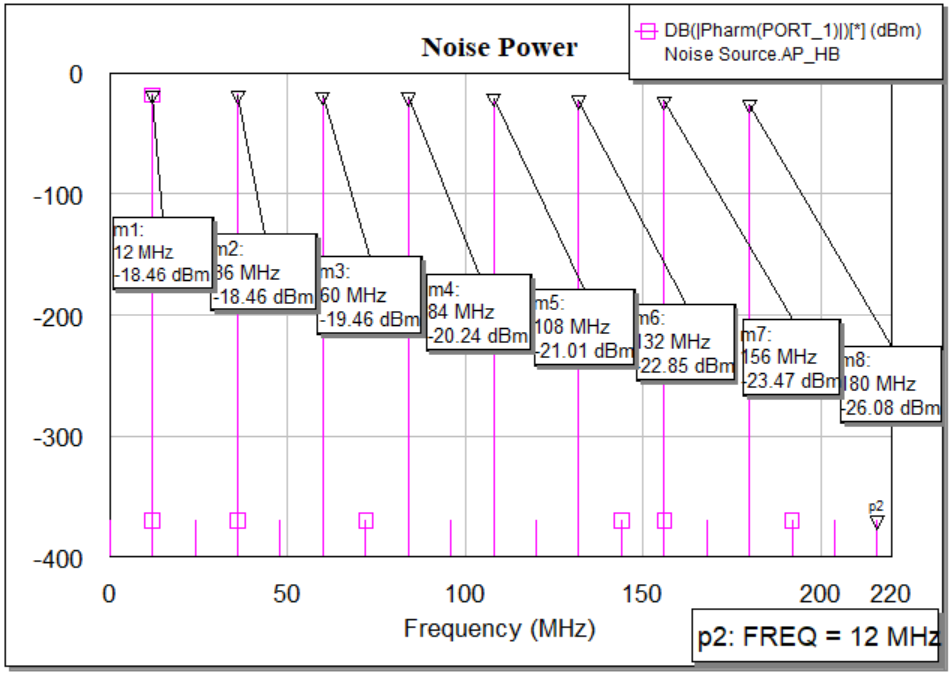 DB(|Pharm(PORT_1)|)[*] (dBm)
Noise Source.AP_HB
Noise Power
0
-100
-200
-300
-400
m1:
12 MHz
-18.46 dBm
m2:
36 MHz
-18.46 dBm
m3:
60 MHz
-19.46 dBm
m4:
84 MHz
-20.24 dBm
m5:
108 MHz
-21.01 dBm
m6:
132 MHz
-22.85 dBm
m7:
156 MHz
-23.47 dBm
m8:
180 MHz
-26.08 dBm
p2
0 50 100 150 200 220
Frequency (MHz)
p2: FREQ = 12 MHz